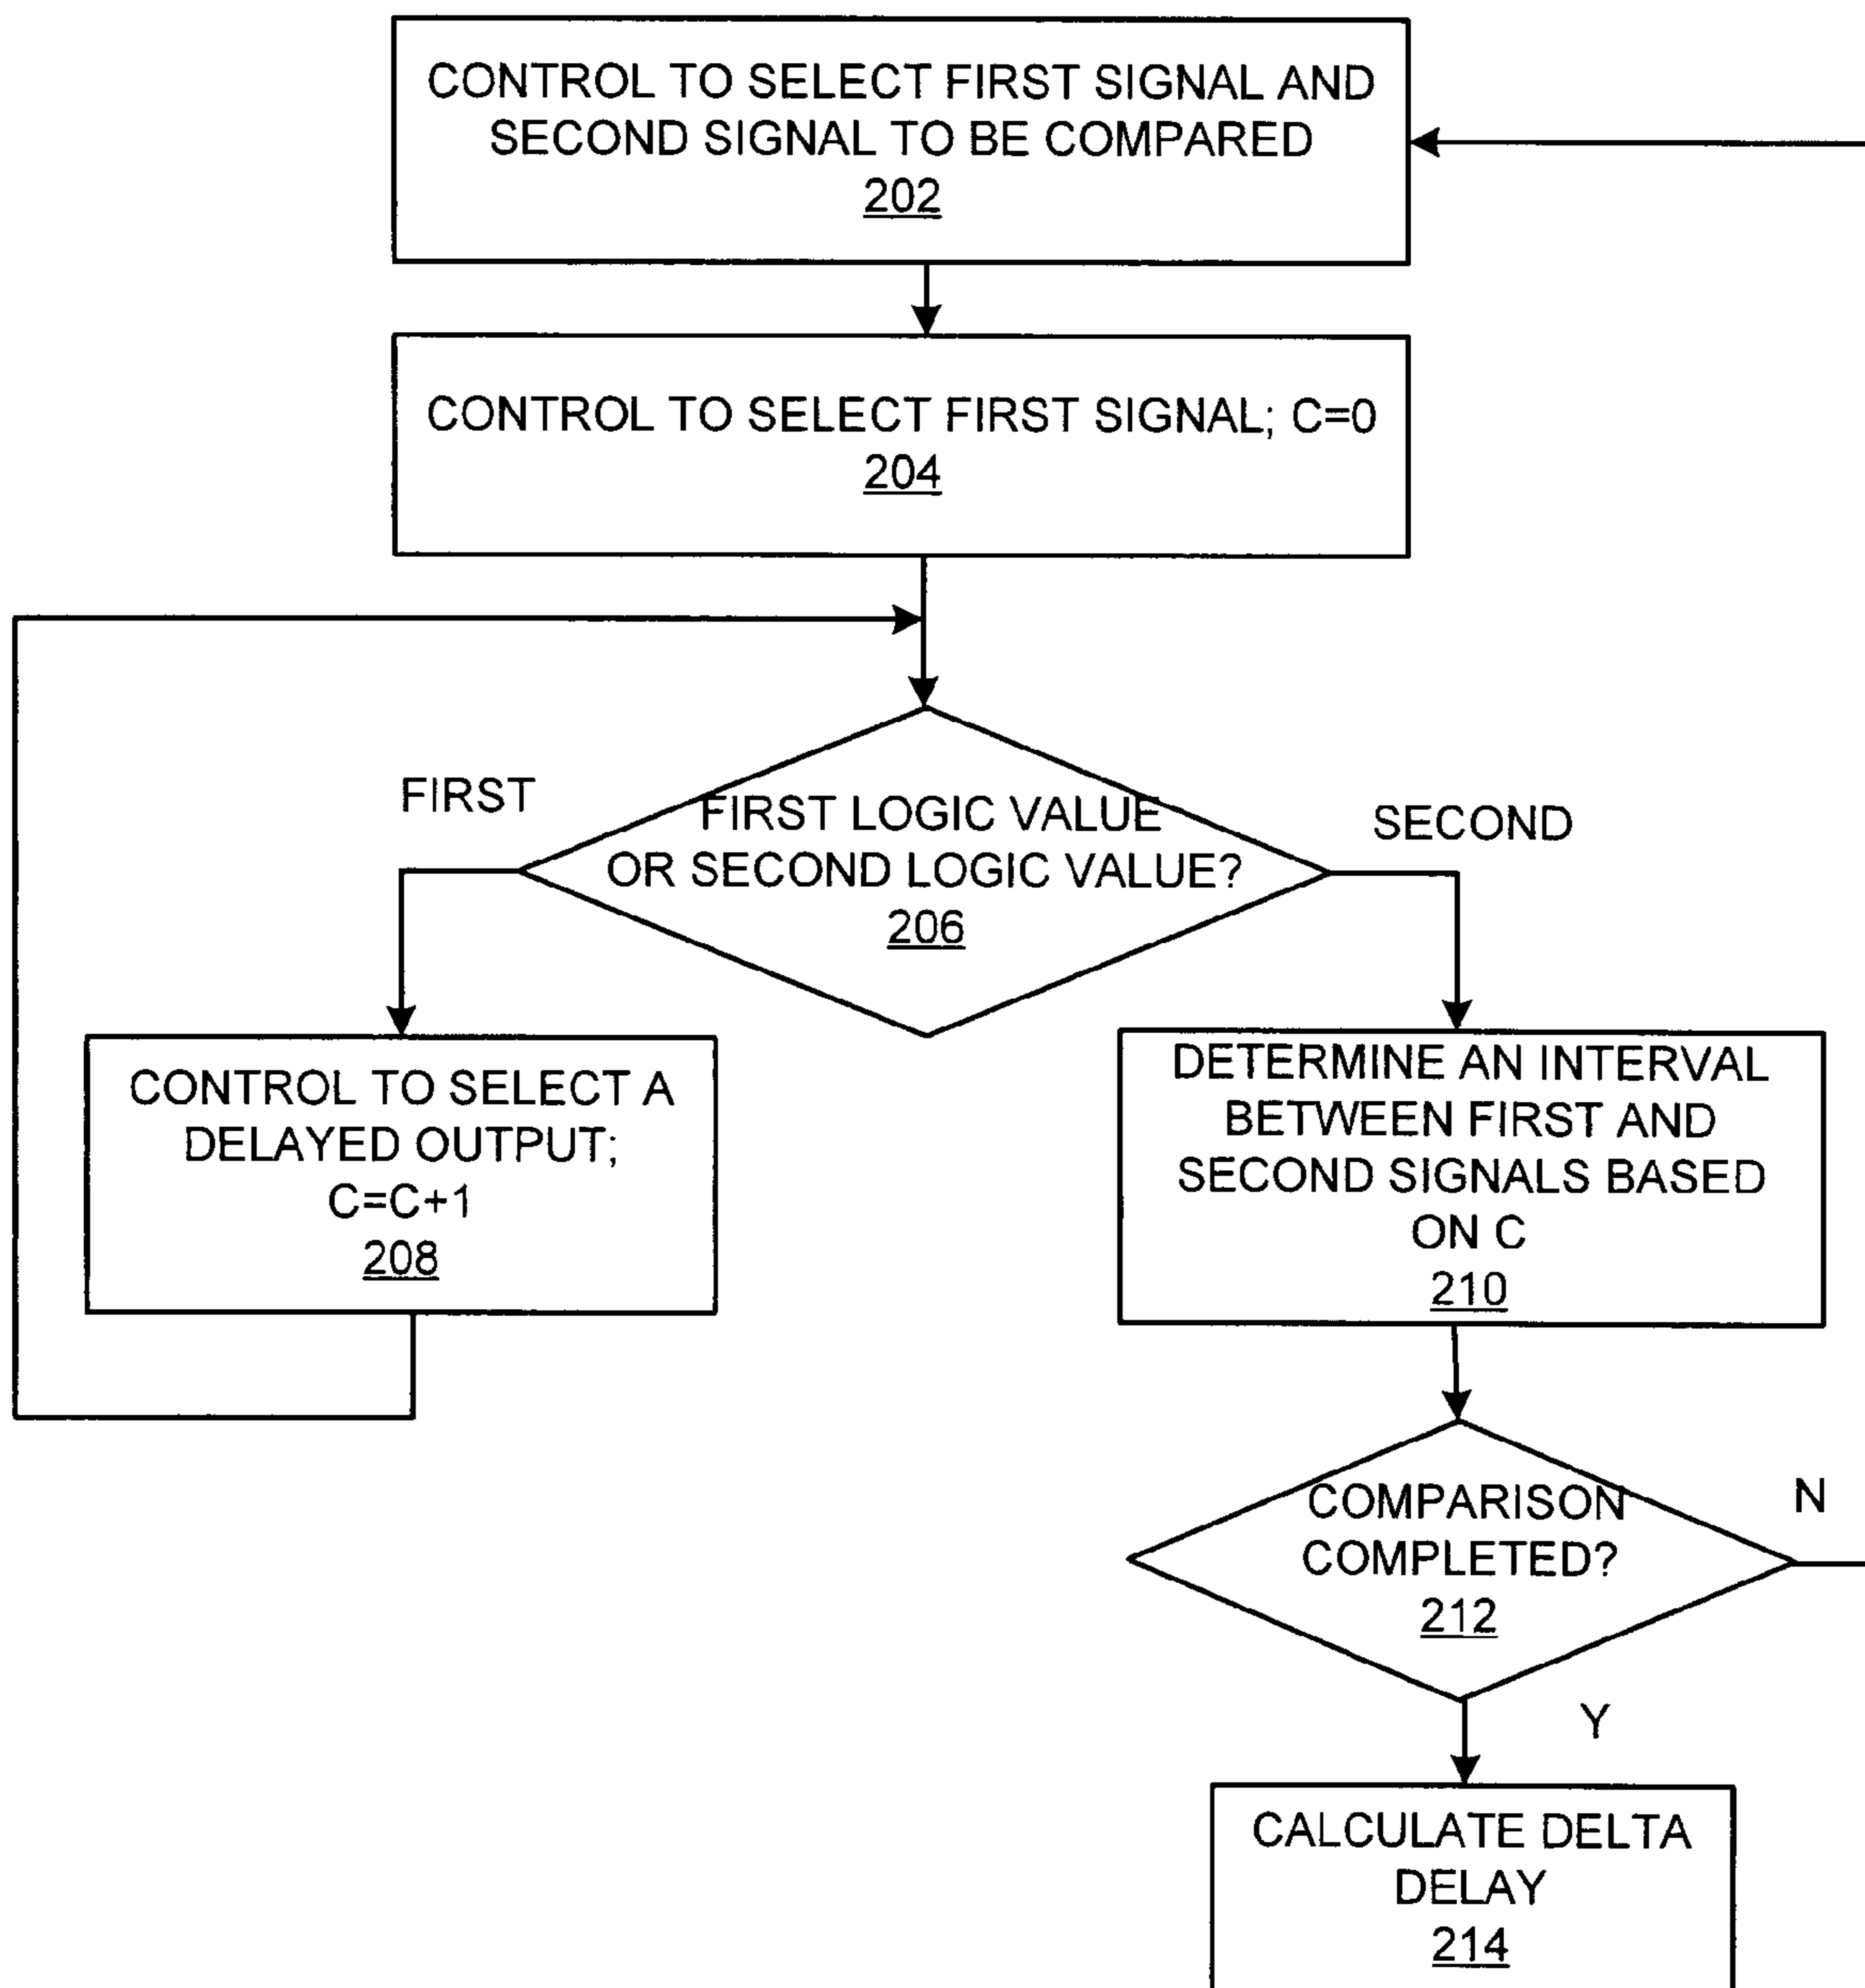 CONTROL TO SELECT FIRST SIGNAL AND
SECOND SIGNAL TO BE COMPARED
202
CONTROL TO SELECT FIRST SIGNAL; C=0
204
FIRST
FIRST LOGIC VALUE
OR SECOND LOGIC VALUE?
206
SECOND
CONTROL TO SELECT A
DELAYED OUTPUT;
C=C+1
208
DETERMINE AN INTERVAL
BETWEEN FIRST AND
SECOND SIGNALS BASED
ON C
210
COMPARISON
COMPLETED?
212
N
Y
CALCULATE DELTA
DELAY
214